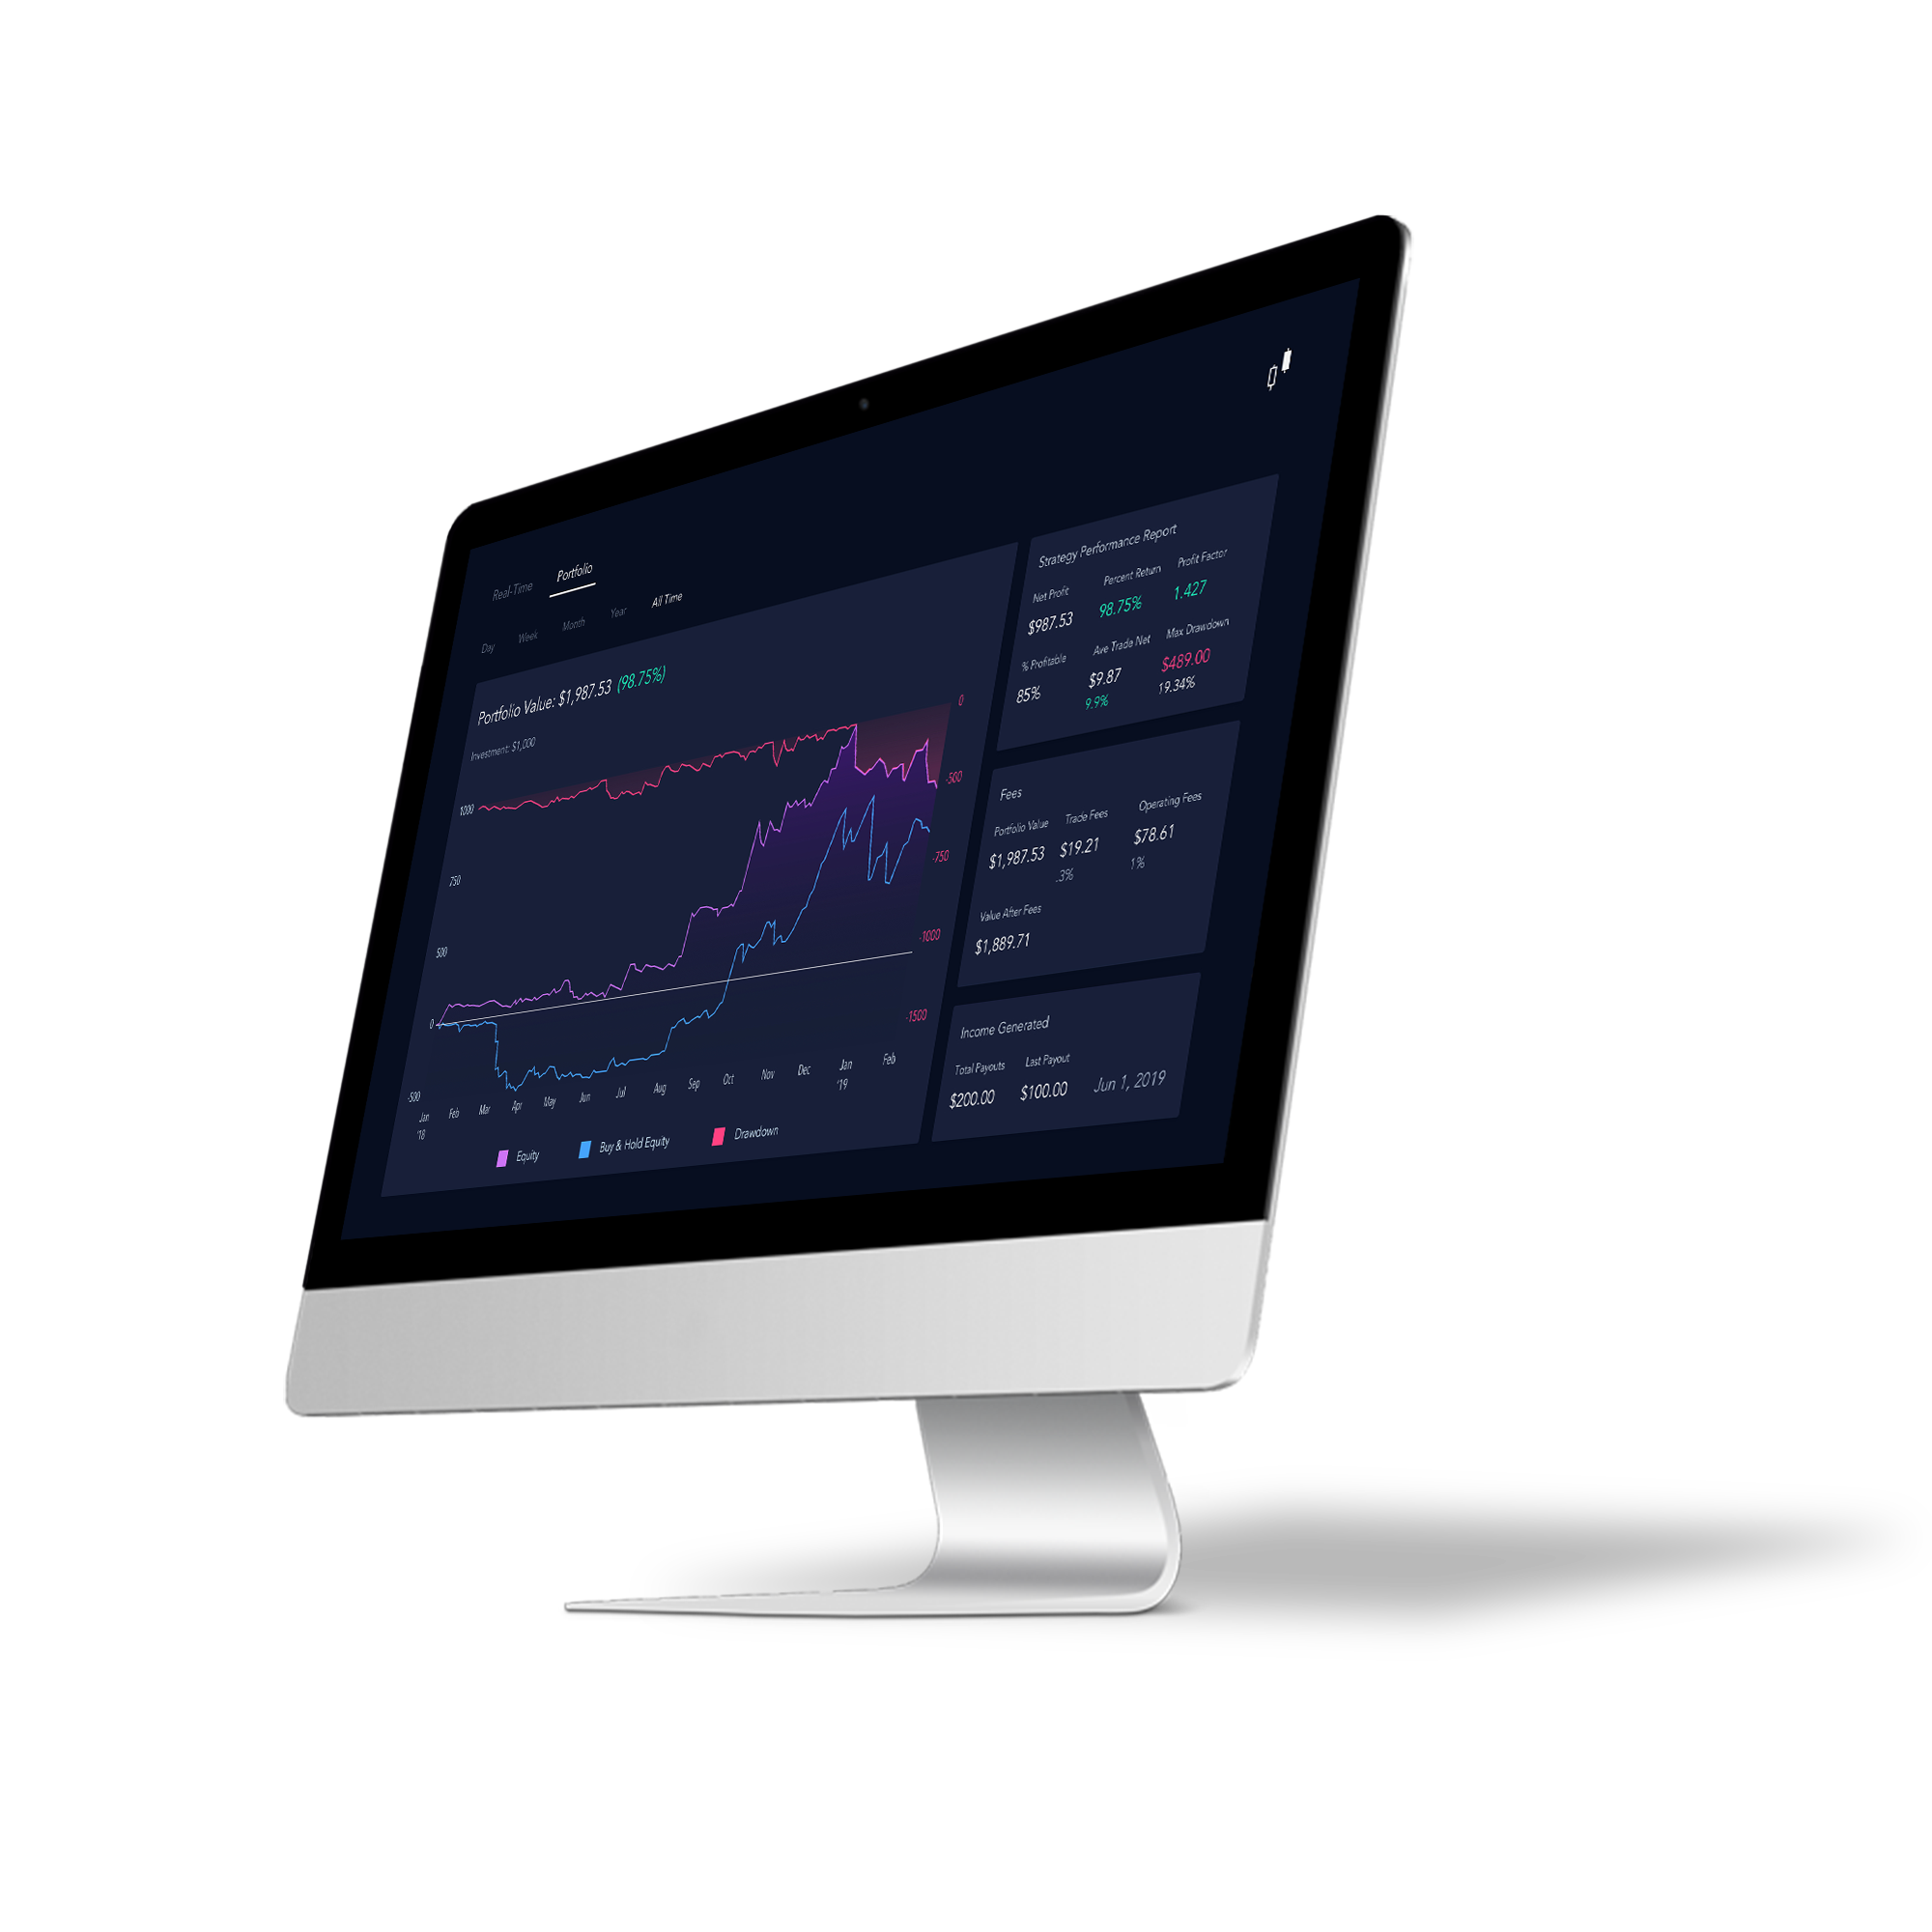 Real-Time Portfolio
Day Week Month Year All Time
Portfolio Value: $1,987.53 (98.75%)
Investment: $1,000
1000
750
500
0
-500
0
-500
-750
-1000
-1500
Jan Feb Mar Apr May Jun Jul Aug Sep Oct Nov Dec Jan Feb
'18 '19
Equity Buy & Hold Equity Drawdown
Strategy Performance Report
Net Profit Percent Return Profit Factor
$987.53 98.75% 1.427
% Profitable Ave Trade Net Max Drawdown
85% $9.87 $489.00
9.9% 19.34%
Fees
Portfolio Value Trade Fees Operating Fees
$1,987.53 $19.21 $78.61
.3% 1%
Value After Fees
$1,889.71
Income Generated
Total Payouts Last Payout
$200.00 $100.00 Jun 1, 2019